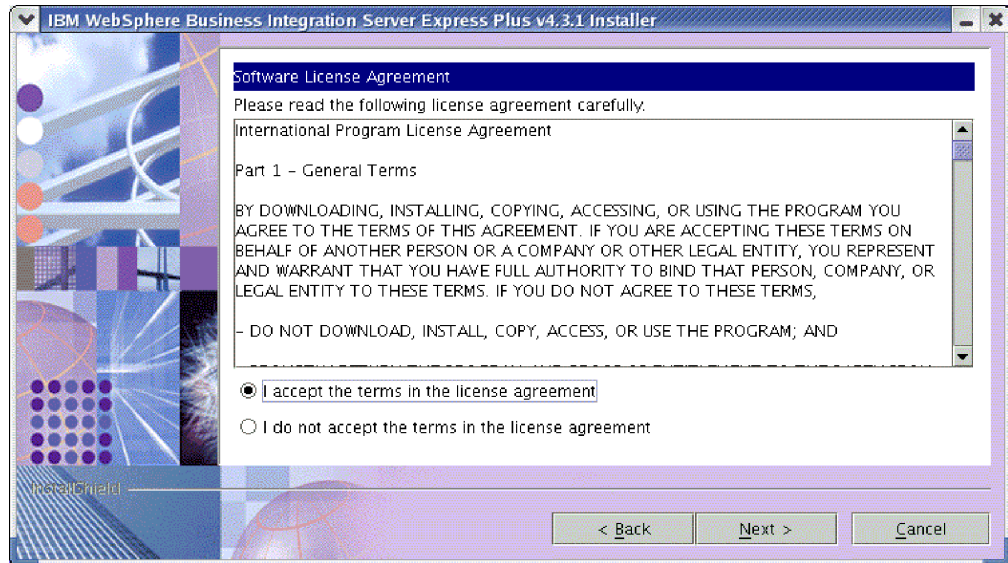 IBM WebSphere Business Integration Server Express Plus v4.3.1 Installer
Software License Agreement
Please read the following license agreement carefully.
International Program License Agreement
Part 1 – General Terms
BY DOWNLOADING, INSTALLING, COPYING, ACCESSING, OR USING THE PROGRAM YOU
AGREE TO THE TERMS OF THIS AGREEMENT. IF YOU ARE ACCEPTING THESE TERMS ON
BEHALF OF ANOTHER PERSON OR A COMPANY OR OTHER LEGAL ENTITY, YOU REPRESENT
AND WARRANT THAT YOU HAVE FULL AUTHORITY TO BIND THAT PERSON, COMPANY, OR
LEGAL ENTITY TO THESE TERMS. IF YOU DO NOT AGREE TO THESE TERMS,
– DO NOT DOWNLOAD, INSTALL, COPY, ACCESS, OR USE THE PROGRAM; AND
I accept the terms in the license agreement
I do not accept the terms in the license agreement
InstallShield
< Back
Next >
Cancel